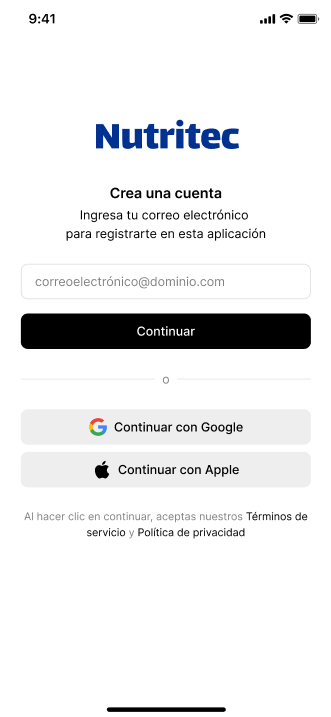 9:41
Nutritec
Crea una cuenta
Ingresa tu correo electrónico
para registrarte en esta aplicación
correoelectrónico@dominio.com
Continuar
o
Continuar con Google
Continuar con Apple
Al hacer clic en continuar, aceptas nuestros Términos de
servicio y Política de privacidad